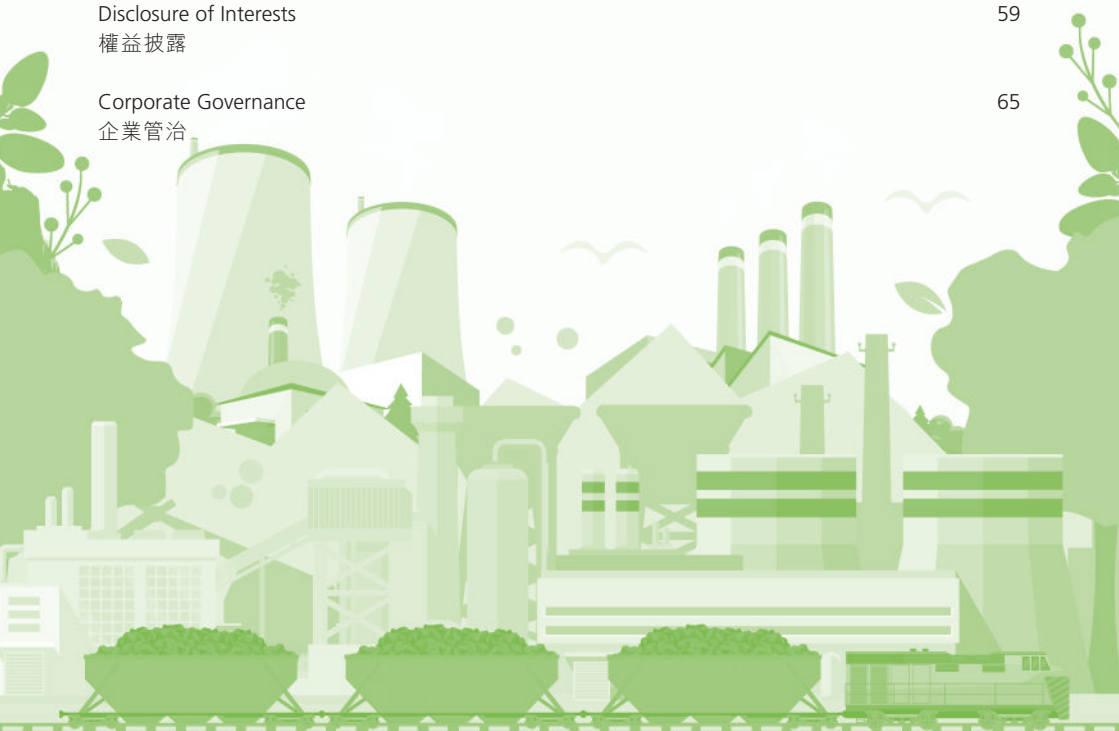 Disclosure of Interests 59
權益披露
Corporate Governance 65
企業管治